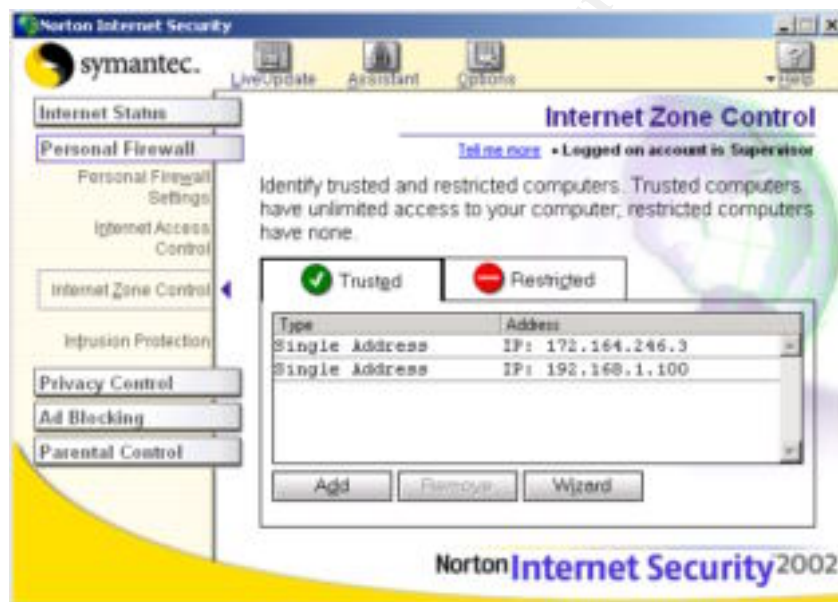 Norton Internet Security
symantec.
LiveUpdate Assistant Options Help
Internet Status
Personal Firewall
Personal Firewall
Settings
Internet Access
Control
Internet Zone Control
Intrusion Protection
Privacy Control
Ad Blocking
Parental Control
Internet Zone Control
Tell me more • Logged on account is Supervisor
Identify trusted and restricted computers. Trusted computers
have unlimited access to your computer; restricted computers
have none.
Trusted Restricted
Type Address
Single Address IP: 172.164.246.3
Single Address IP: 192.168.1.100
Add Remove Wizard
Norton Internet Security 2002